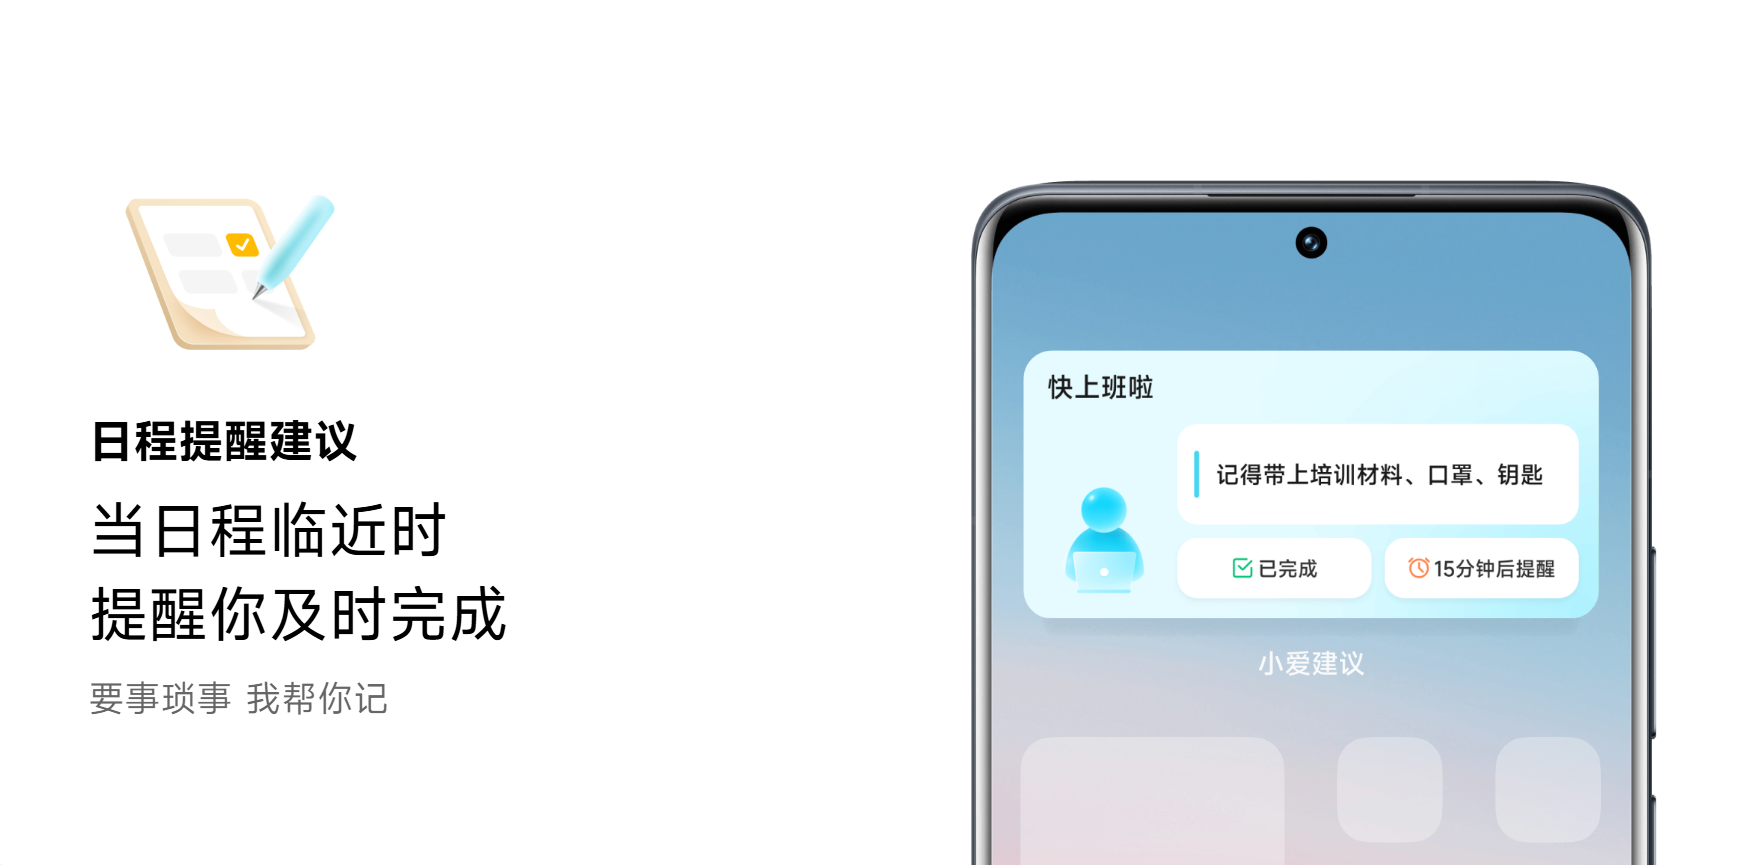 日程提醒建议
当日程临近时
提醒你及时完成
要事琐事 我帮你记
快上班啦
记得带上培训材料、口罩、钥匙
已完成
15分钟后提醒
小爱建议